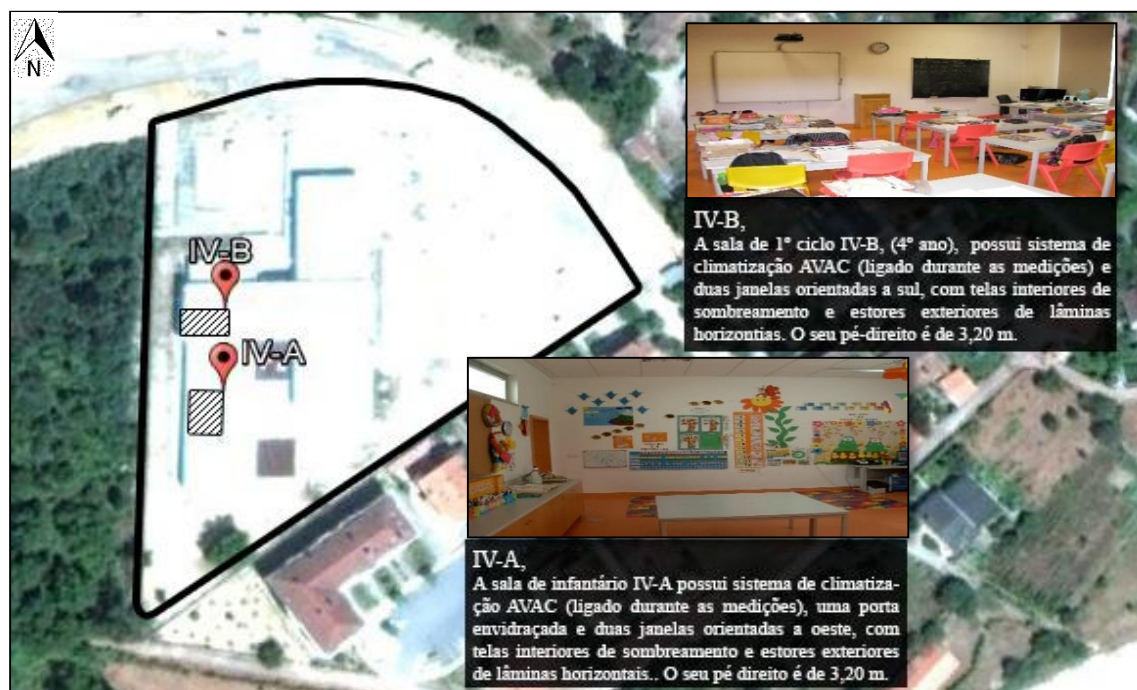 N
IV-B
IV-A
IV-B,
A sala de 1º ciclo IV-B, (4º ano), possui sistema de
climatização AVAC (ligado durante as medições) e
duas janelas orientadas a sul, com telas interiores de
sombreamento e estores exteriores de lâminas
horizontias. O seu pé-direito é de 3,20 m.
IV-A,
A sala de infantário IV-A possui sistema de climatiza-
ção AVAC (ligado durante as medições), uma porta
envidraçada e duas janelas orientadas a oeste, com
telas interiores de sombreamento e estores exteriores
de lâminas horizontais.. O seu pé direito é de 3,20 m.